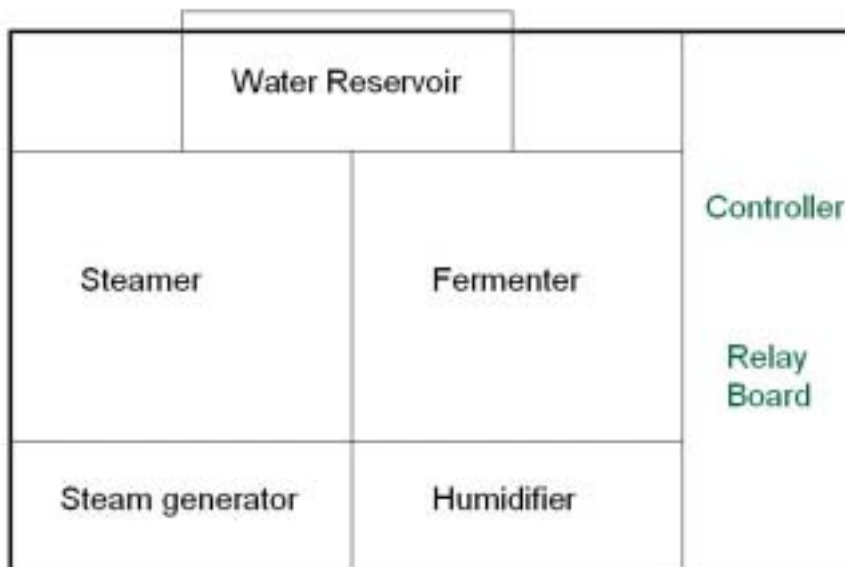 Water Reservoir
Controller
Steamer
Fermenter
Relay
Board
Steam generator
Humidifier